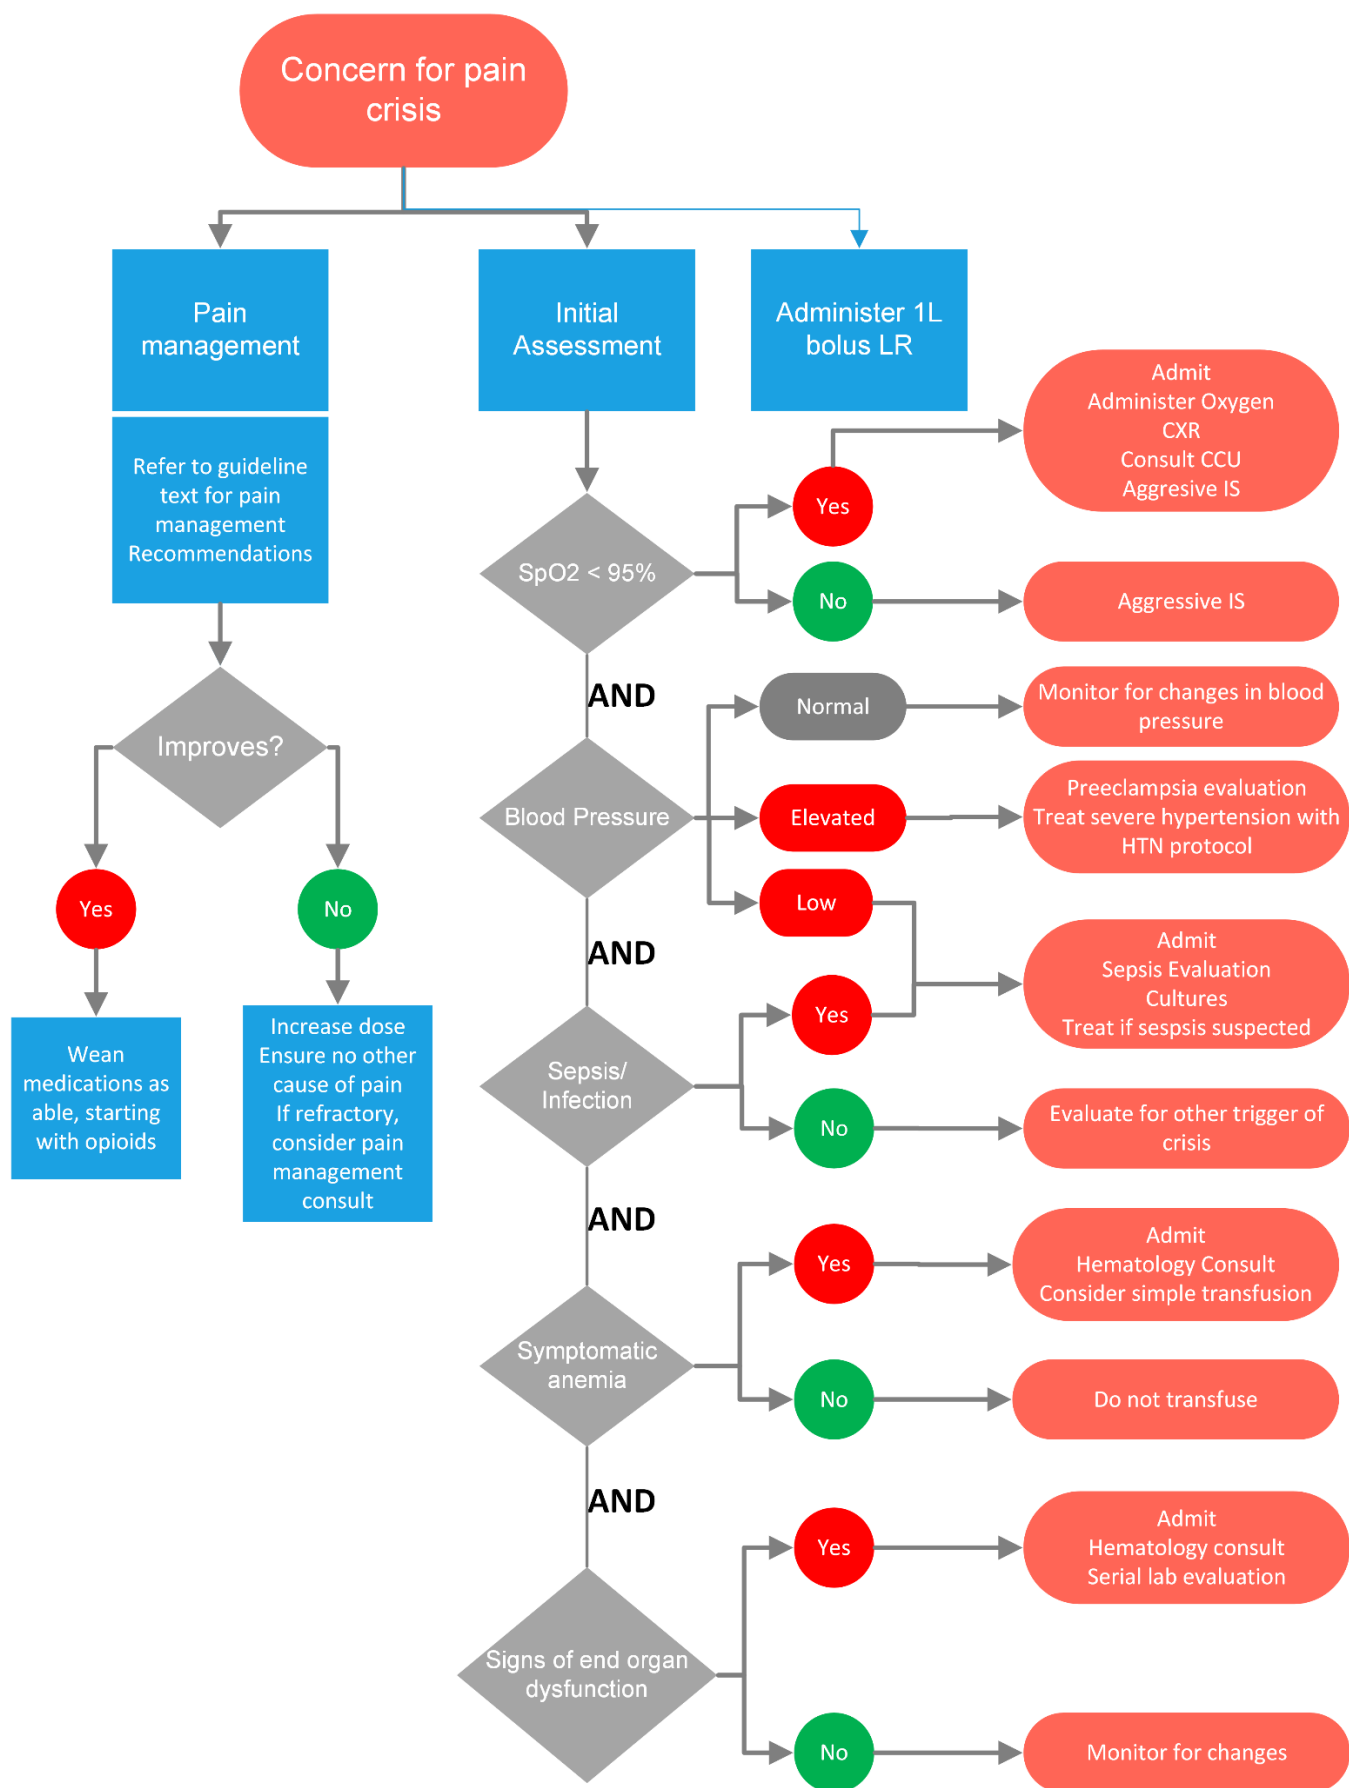 Concern for pain
crisis
Pain
management
Initial
Assessment
Administer 1L
bolus LR
Refer to guideline
text for pain
management
Recommendations
Improves?
Yes
No
Wean
medications as
able, starting
with opioids
Increase dose
Ensure no other
cause of pain
If refractory,
consider pain
management
consult
SpO2 < 95%
Yes
Admit
Administer Oxygen
CXR
Consult CCU
Aggresive IS
No
Aggressive IS
AND
Blood Pressure
Normal
Monitor for changes in blood
pressure
Elevated
Preeclampsia evaluation
Treat severe hypertension with
HTN protocol
Low
AND
Sepsis/
Infection
Yes
Admit
Sepsis Evaluation
Cultures
Treat if sespsis suspected
No
Evaluate for other trigger of
crisis
AND
Symptomatic
anemia
Yes
Admit
Hematology Consult
Consider simple transfusion
No
Do not transfuse
AND
Signs of end organ
dysfunction
Yes
Admit
Hematology consult
Serial lab evaluation
No
Monitor for changes